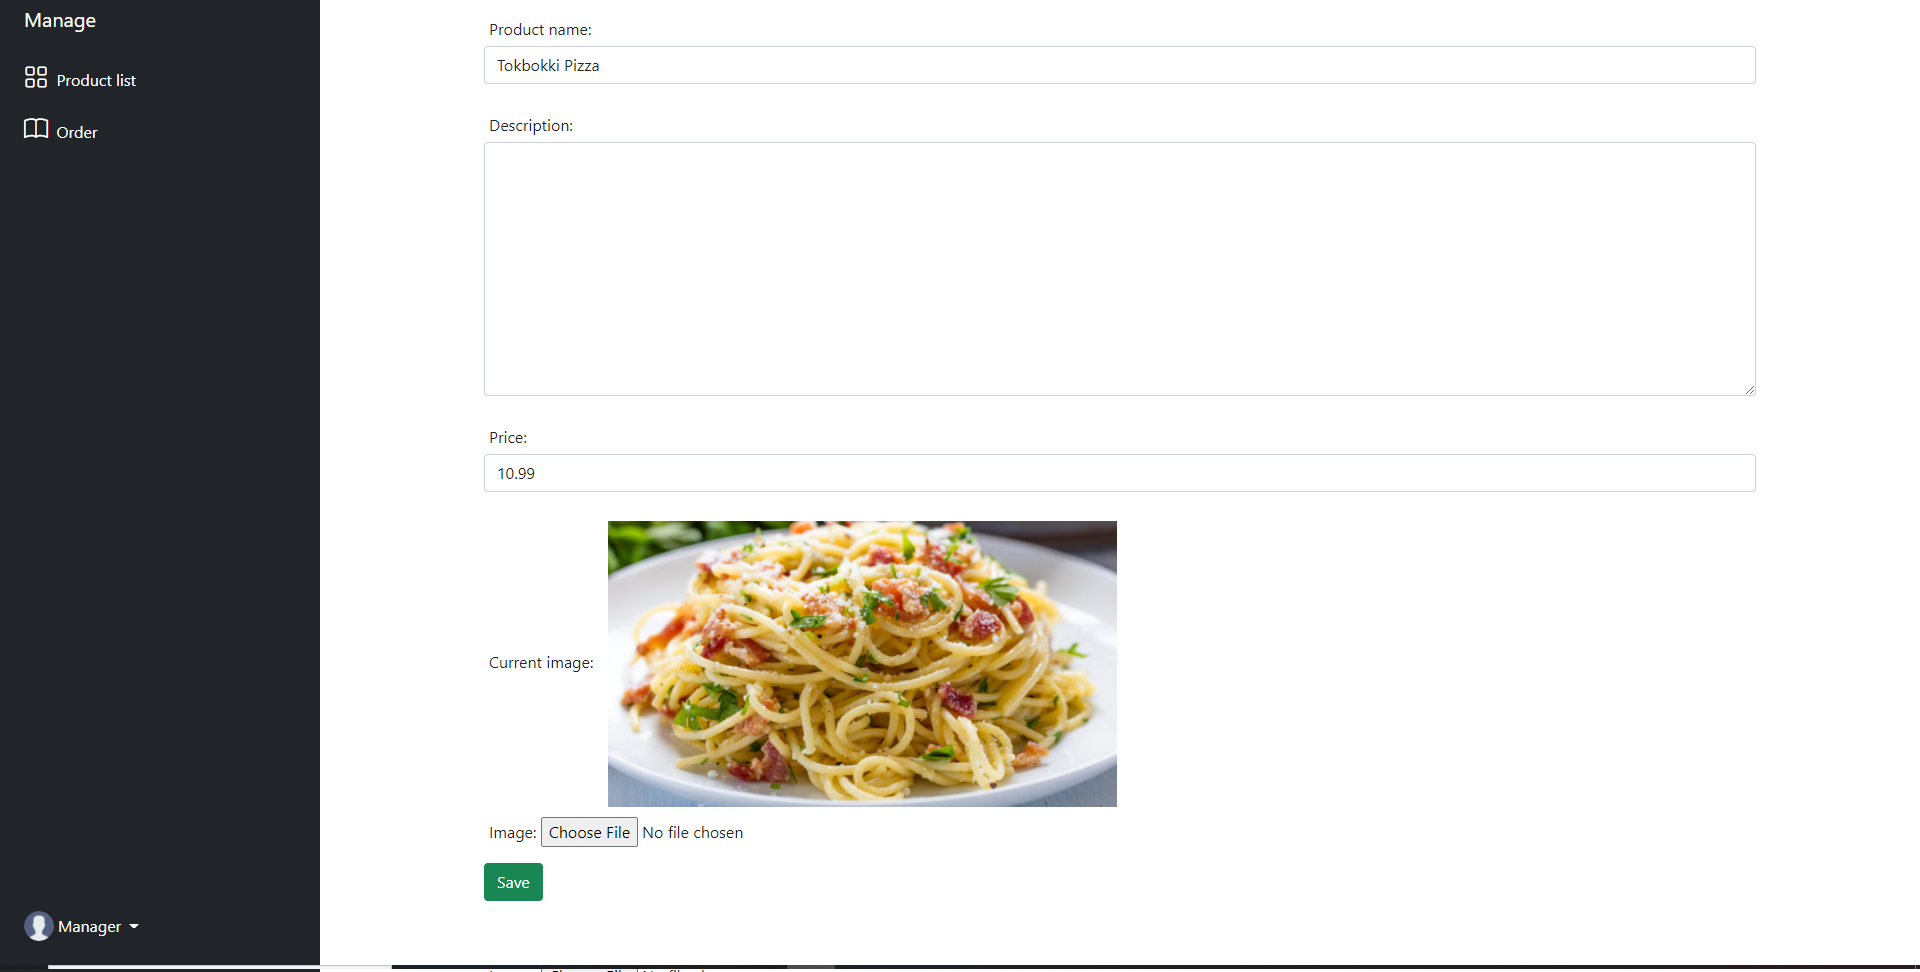 Manage
Product list
Order
Manager
Product name:
Tokbokki Pizza
Description:
Price:
10.99
Current image:
Image: Choose File No file chosen
Save